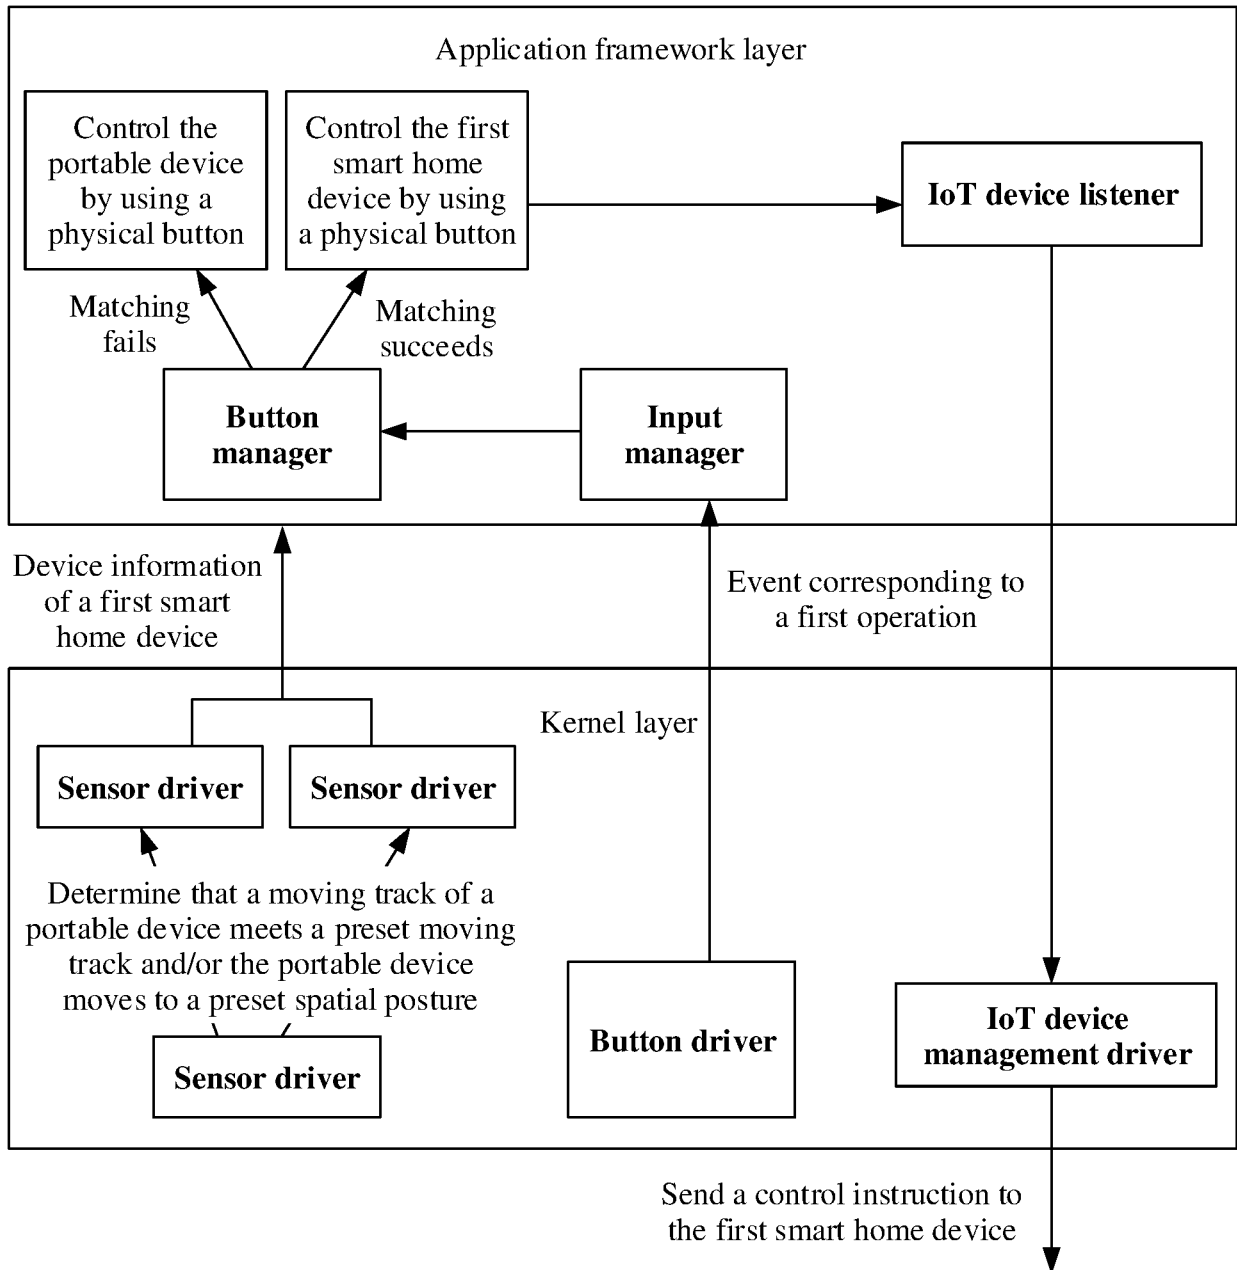 Application framework layer
Control the
portable device
by using a
physical button
Control the first
smart home
device by using
a physical button
IoT device listener
Matching
fails
Matching
succeeds
Button
manager
Input
manager
Device information
of a first smart
home device
Event corresponding to
a first operation
Kernel layer
Sensor driver
Sensor driver
Determine that a moving track of a
portable device meets a preset moving
track and/or the portable device
moves to a preset spatial posture
Sensor driver
Button driver
IoT device
management driver
Send a control instruction to
the first smart home device